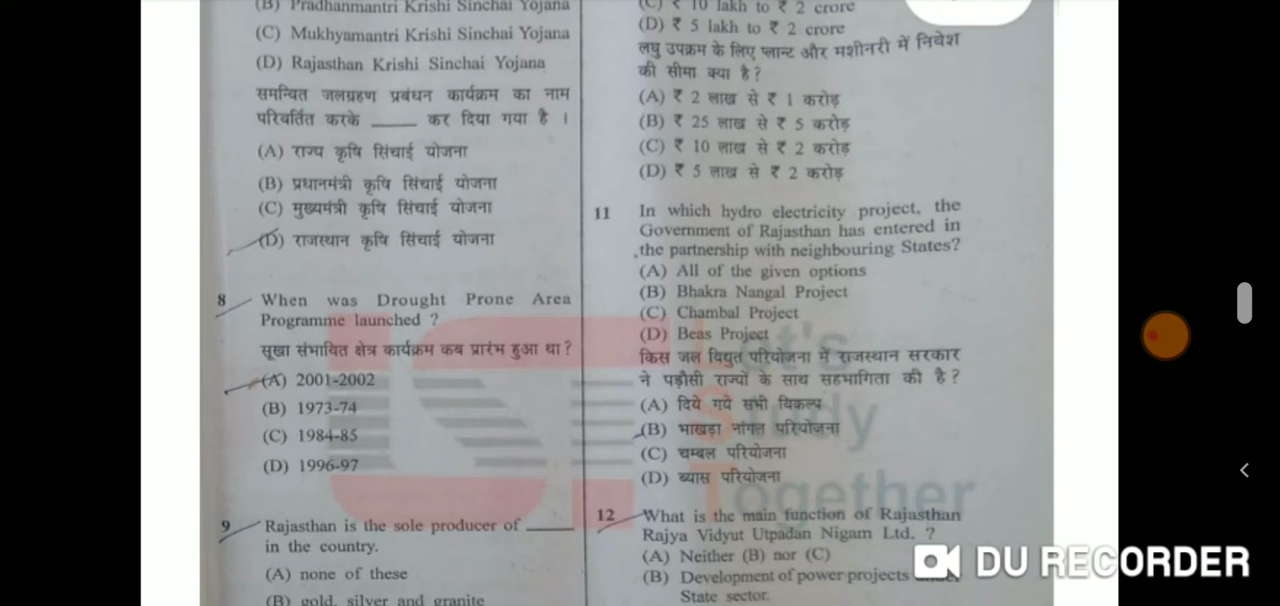 (B) Pradhanmantri Krishi Sinchai Yojana
(C) Mukhyamantri Krishi Sinchai Yojana
(D) Rajasthan Krishi Sinchai Yojana
समन्वित जलग्रहण प्रबंधन कार्यक्रम का नाम
परिवर्तित करके _____ कर दिया गया है ।
(A) राज्य कृषि सिंचाई योजना
(B) प्रधानमंत्री कृषि सिंचाई योजना
(C) मुख्यमंत्री कृषि सिंचाई योजना
(D) राजस्थान कृषि सिंचाई योजना
8 When was Drought Prone Area
Programme launched ?
सूखा संभावित क्षेत्र कार्यक्रम कब प्रारंभ हुआ था ?
(A) 2001-2002
(B) 1973-74
(C) 1984-85
(D) 1996-97
9 Rajasthan is the sole producer of _____
in the country.
(A) none of these
(B) gold, silver and granite
(C) ₹ 10 lakh to ₹ 2 crore
(D) ₹ 5 lakh to ₹ 2 crore
लघु उपक्रम के लिए प्लान्ट और मशीनरी में निवेश
की सीमा क्या है ?
(A) ₹ 2 लाख से ₹ 1 करोड़
(B) ₹ 25 लाख से ₹ 5 करोड़
(C) ₹ 10 लाख से ₹ 2 करोड़
(D) ₹ 5 लाख से ₹ 2 करोड़
11 In which hydro electricity project, the
Government of Rajasthan has entered in
the partnership with neighbouring States?
(A) All of the given options
(B) Bhakra Nangal Project
(C) Chambal Project
(D) Beas Project
किस जल विद्युत परियोजना में राजस्थान सरकार
ने पड़ौसी राज्यों के साथ सहभागिता की है ?
(A) दिये गये सभी विकल्प
(B) भाखड़ा नांगल परियोजना
(C) चम्बल परियोजना
(D) ब्यास परियोजना
12 What is the main function of Rajasthan
Rajya Vidyut Utpadan Nigam Ltd. ?
(A) Neither (B) nor (C)
(B) Development of power projects under
State sector.
LST
Let's
Study
Together
DU RECORDER